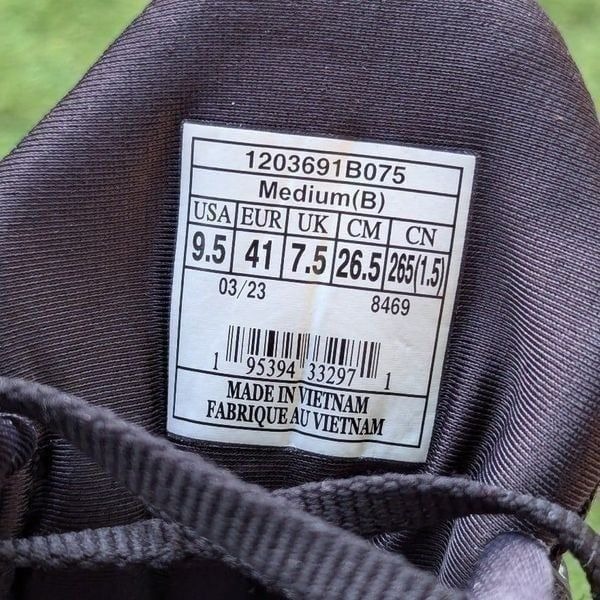 1203691B075
Medium(B)
USA EUR UK CM CN
9.5 41 7.5 26.5 265(1.5)
03/23 8469
1 95394 33297 1
MADE IN VIETNAM
FABRIQUE AU VIETNAM